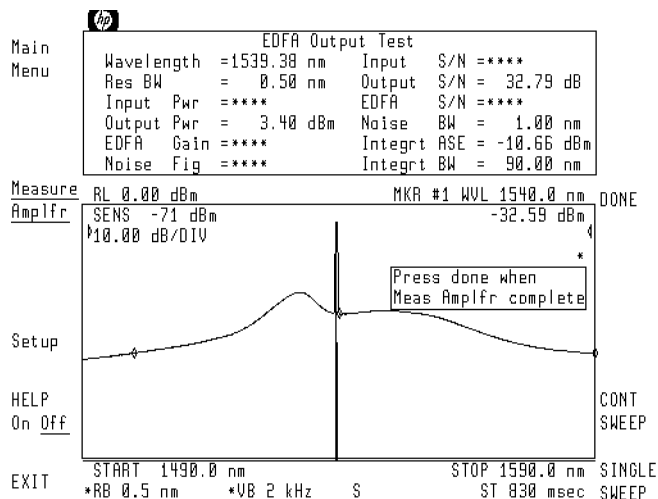 hp
EDFA Output Test
Main Menu
Wavelength =1539.38 nm Input S/N =****
Res BW = 0.50 nm Output S/N = 32.79 dB
Input Pwr =**** EDFA S/N =****
Output Pwr = 3.40 dBm Noise BW = 1.00 nm
EDFA Gain =**** Integrt ASE = -10.66 dBm
Noise Fig =**** Integrt BW = 90.00 nm
Measure Amplfr
RL 0.00 dBm MKR #1 WVL 1540.0 nm DONE
SENS -71 dBm -32.59 dBm
10.00 dB/DIV
*
Press done when
Meas Amplfr complete
Setup
HELP
On Off
CONT
SWEEP
START 1490.0 nm STOP 1590.0 nm
*RB 0.5 nm *VB 2 kHz S ST 830 msec
EXIT
SINGLE
SWEEP